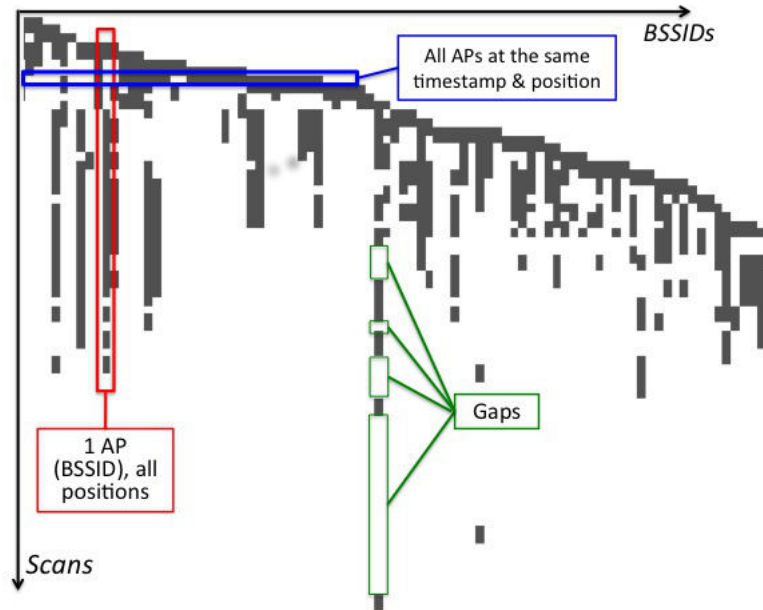 BSSIDs
All APs at the same
timestamp & position
Gaps
1 AP
(BSSID), all
positions
Scans